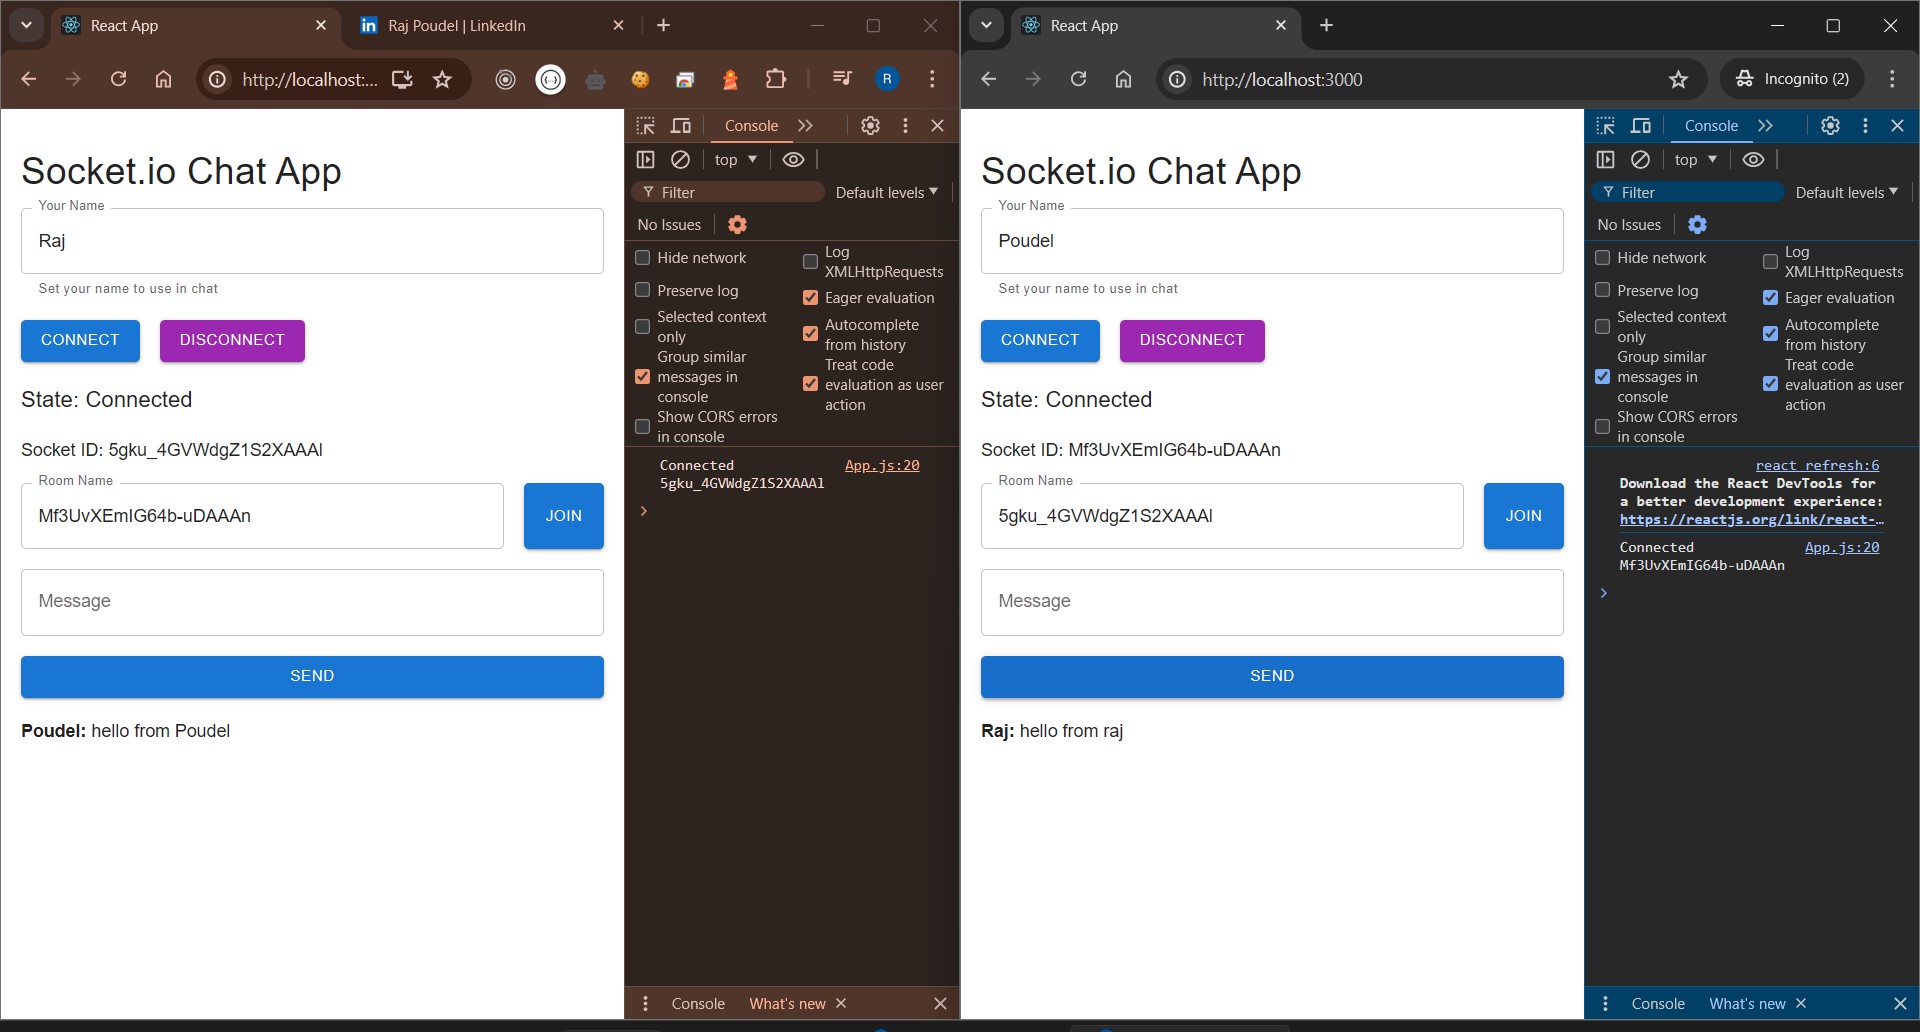 React App
Raj Poudel | LinkedIn
http://localhost:...
R
Socket.io Chat App
Your Name
Raj
Set your name to use in chat
CONNECT
DISCONNECT
State: Connected
Socket ID: 5gku_4GVWdgZ1S2XAAAl
Room Name
Mf3UvXEmIG64b-uDAAAn
JOIN
Message
SEND
Poudel: hello from Poudel
Console
top
Filter
Default levels
No Issues
Hide network
Log
XMLHttpRequests
Preserve log
Eager evaluation
Selected context
only
Autocomplete
from history
Group similar
messages in
console
Treat code
evaluation as user
action
Show CORS errors
in console
Connected
App.js:20
5gku_4GVWdgZ1S2XAAAl
Console
What's new
React App
http://localhost:3000
Incognito (2)
Socket.io Chat App
Your Name
Poudel
Set your name to use in chat
CONNECT
DISCONNECT
State: Connected
Socket ID: Mf3UvXEmIG64b-uDAAAn
Room Name
5gku_4GVWdgZ1S2XAAAl
JOIN
Message
SEND
Raj: hello from raj
Console
top
Filter
Default levels
No Issues
Hide network
Log
XMLHttpRequests
Preserve log
Eager evaluation
Selected context
only
Autocomplete
from history
Group similar
messages in
console
Treat code
evaluation as user
action
Show CORS errors
in console
react refresh:6
Download the React DevTools for
a better development experience:
https://reactjs.org/link/react-…
Connected
App.js:20
Mf3UvXEmIG64b-uDAAAn
Console
What's new